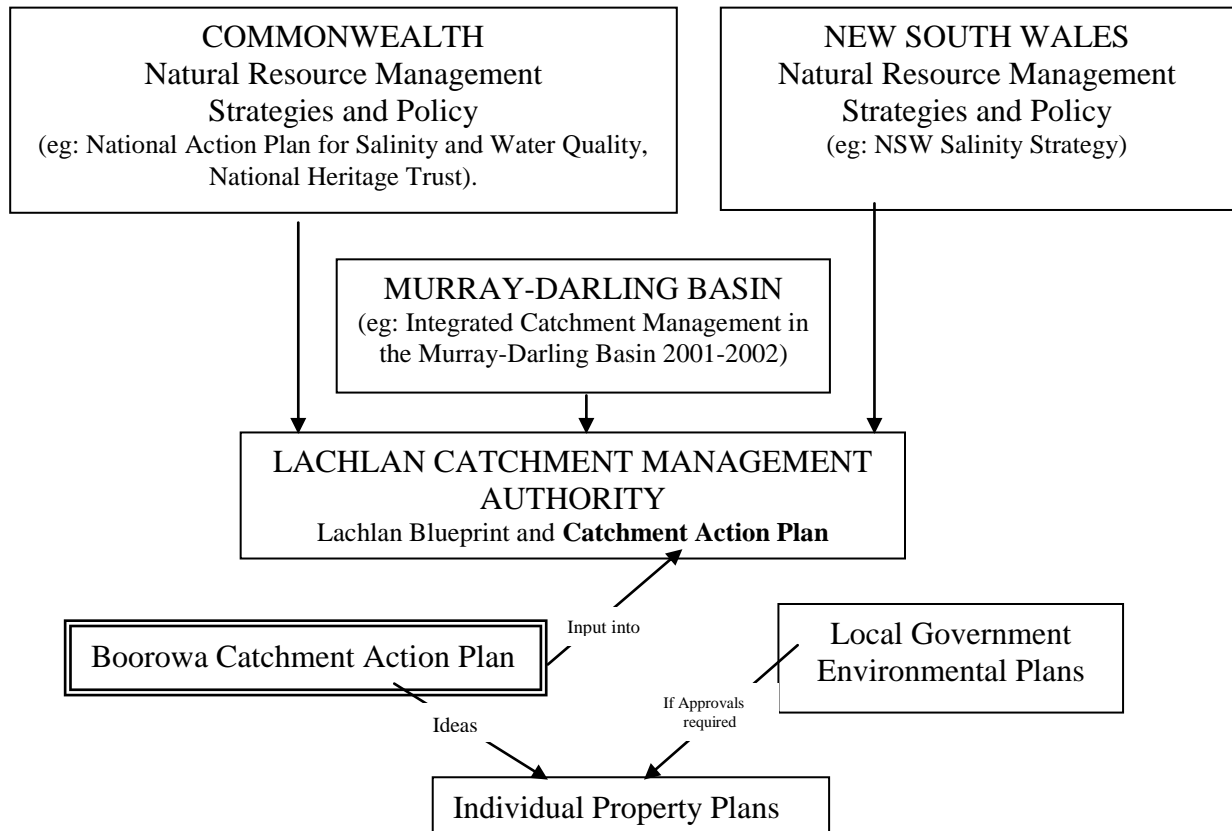 COMMONWEALTH
Natural Resource Management
Strategies and Policy
(eg: National Action Plan for Salinity and Water Quality,
National Heritage Trust).
NEW SOUTH WALES
Natural Resource Management
Strategies and Policy
(eg: NSW Salinity Strategy)
MURRAY-DARLING BASIN
(eg: Integrated Catchment Management in
the Murray-Darling Basin 2001-2002)
LACHLAN CATCHMENT MANAGEMENT
AUTHORITY
Lachlan Blueprint and Catchment Action Plan
Input into
Boorowa Catchment Action Plan
Local Government
Environmental Plans
If Approvals
required
Ideas
Individual Property Plans